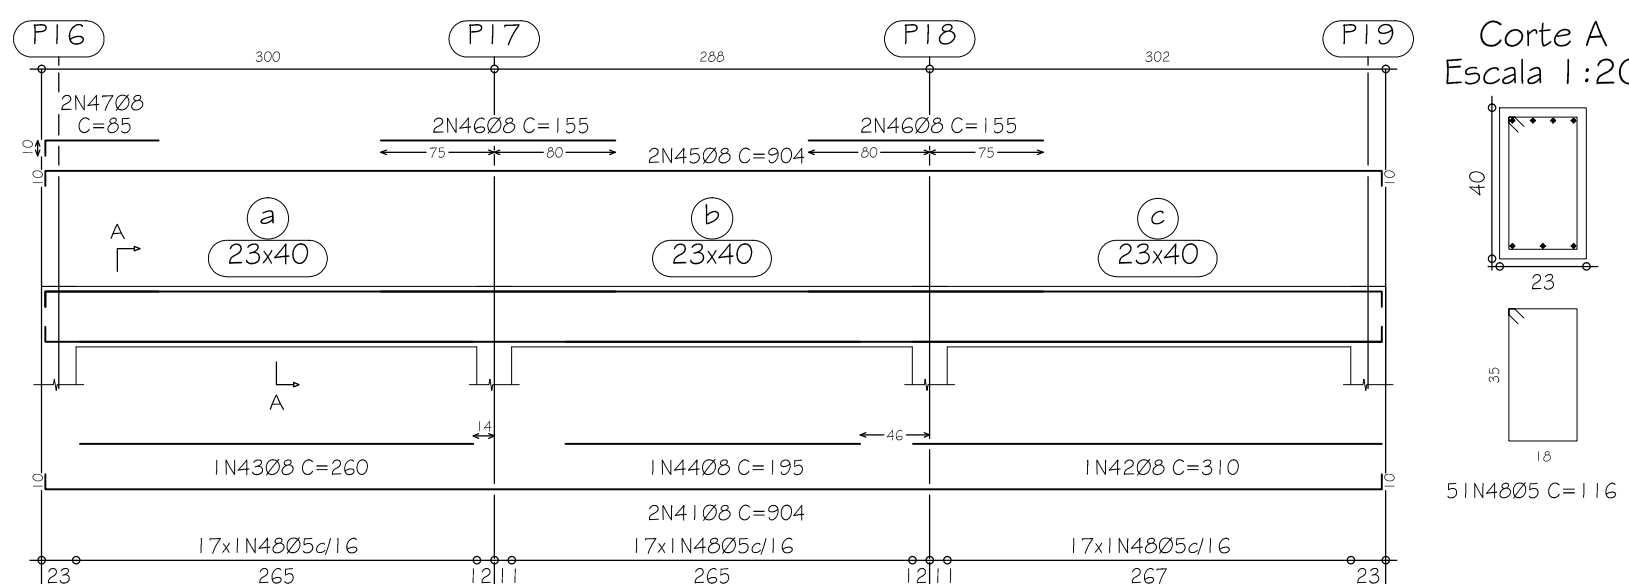 P16 P17 P18 P19
300 288 302
2N47Ø8
C=85
2N46Ø8 C=155
2N46Ø8 C=155
10
75 80 80 75
2N45Ø8 C=904
10 10
a b c
A
23x40 23x40 23x40
A
14
46
1N43Ø8 C=260 1N44Ø8 C=195 1N42Ø8 C=310
10 10
2N41Ø8 C=904
17x1N48Ø5c/16 17x1N48Ø5c/16 17x1N48Ø5c/16
23 265 12 11 265 12 11 267 23
Corte A
Escala 1:20
40
23
35
18
51N48Ø5 C=116